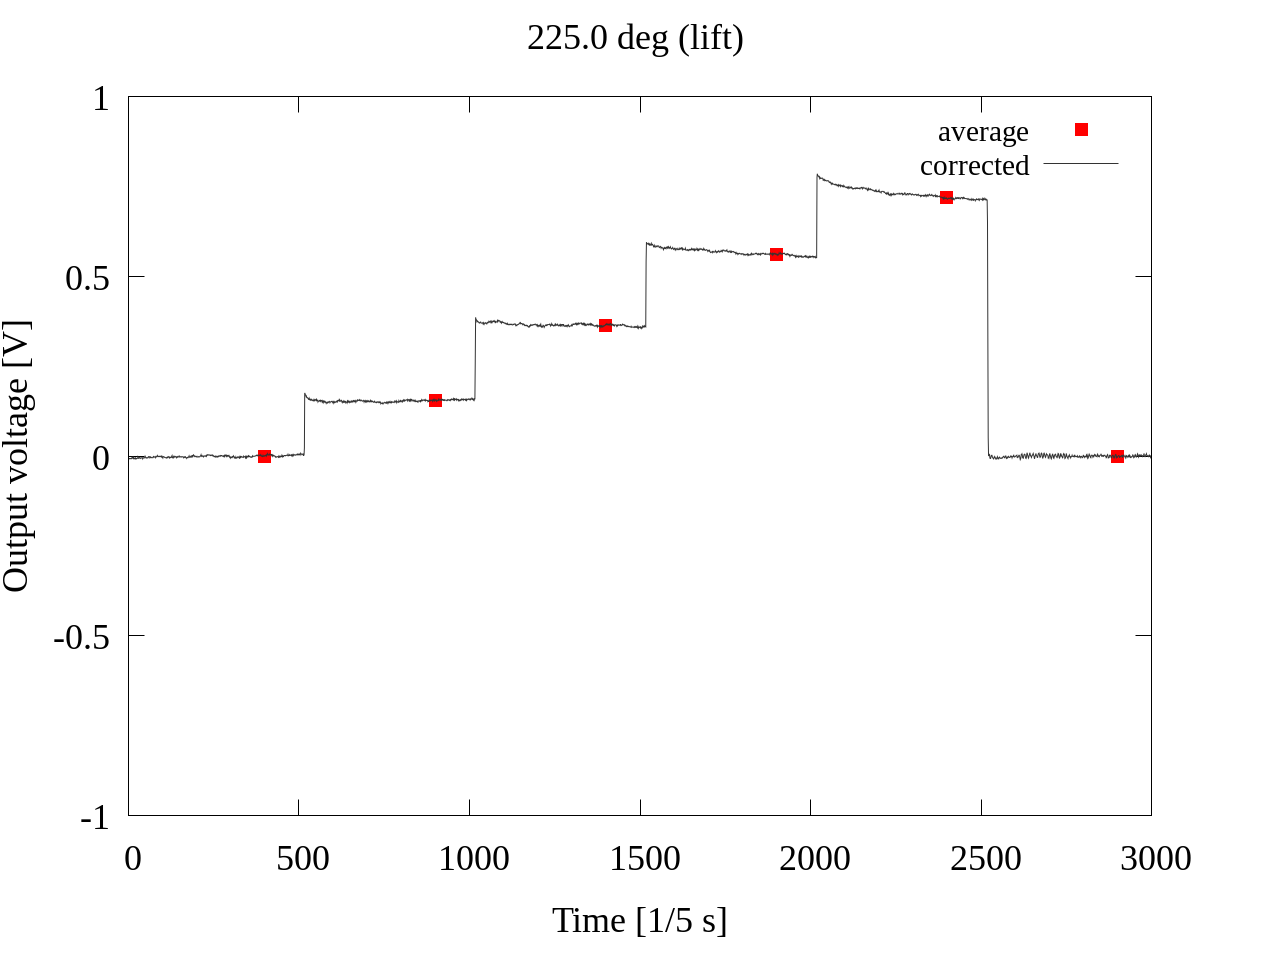 225.0 deg (lift)
average
corrected
1
0.5
0
-0.5
-1
Output voltage [V]
0 500 1000 1500 2000 2500 3000
Time [1/5 s]